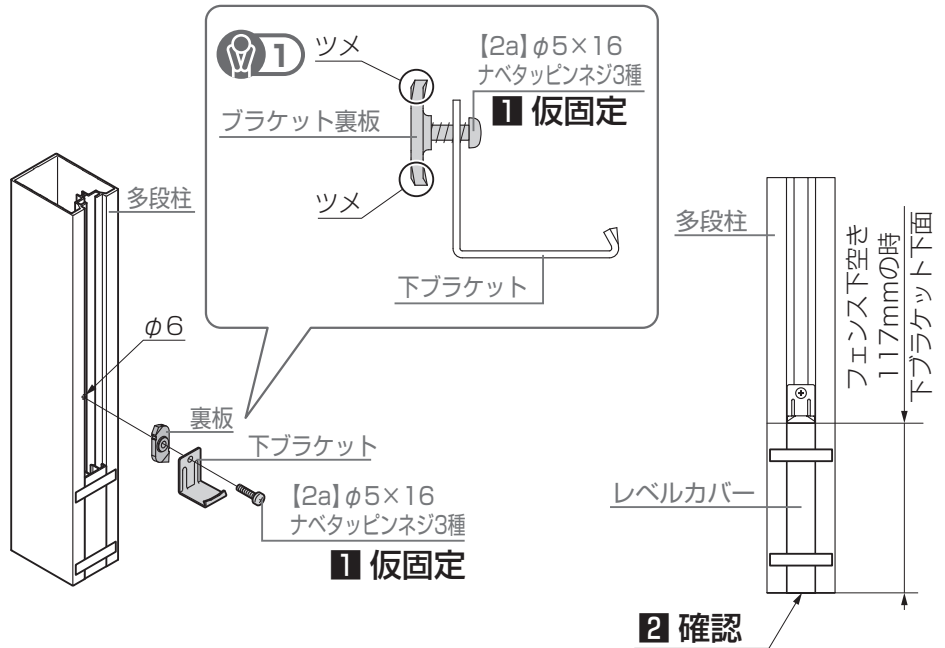 1
ツメ
【2a】φ5×16
ナベタッピンネジ3種
1 仮固定
ブラケット裏板
ツメ
下ブラケット
多段柱
φ6
裏板
下ブラケット
【2a】φ5×16
ナベタッピンネジ3種
1 仮固定
多段柱
フェンス下空き
117mmの時
下ブラケット下面
レベルカバー
2 確認